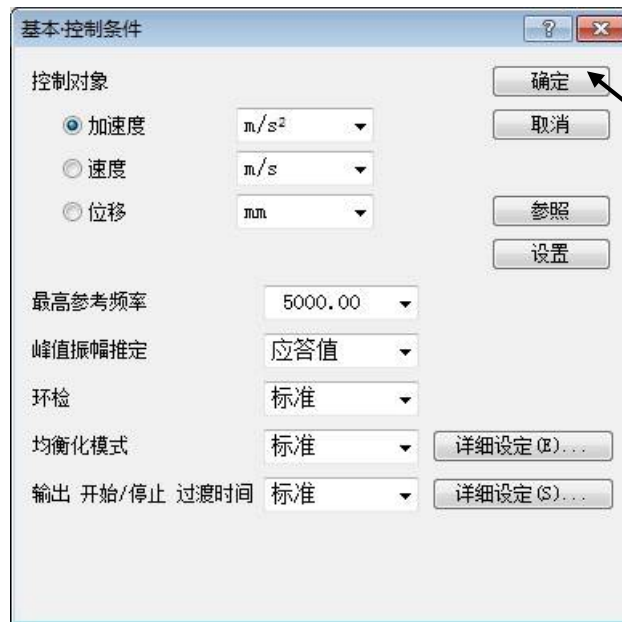 基本·控制条件
控制对象
确定
加速度 m/s²
取消
速度 m/s
位移 mm
参照
设置
最高参考频率 5000.00
峰值振幅推定 应答值
环检 标准
均衡化模式 标准 详细设定(E)...
输出 开始/停止 过渡时间 标准 详细设定(S)...